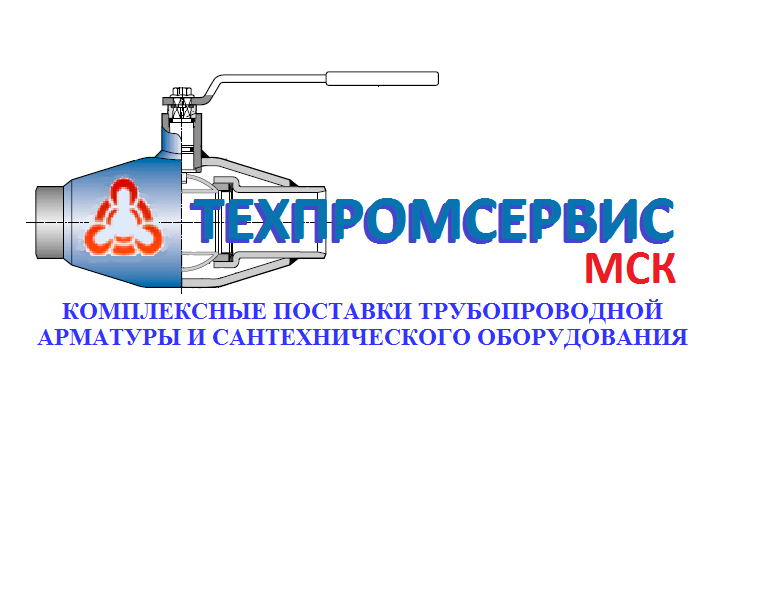 ТЕХПРОМСЕРВИС
МСК
КОМПЛЕКСНЫЕ ПОСТАВКИ ТРУБОПРОВОДНОЙ
АРМАТУРЫ И САНТЕХНИЧЕСКОГО ОБОРУДОВАНИЯ